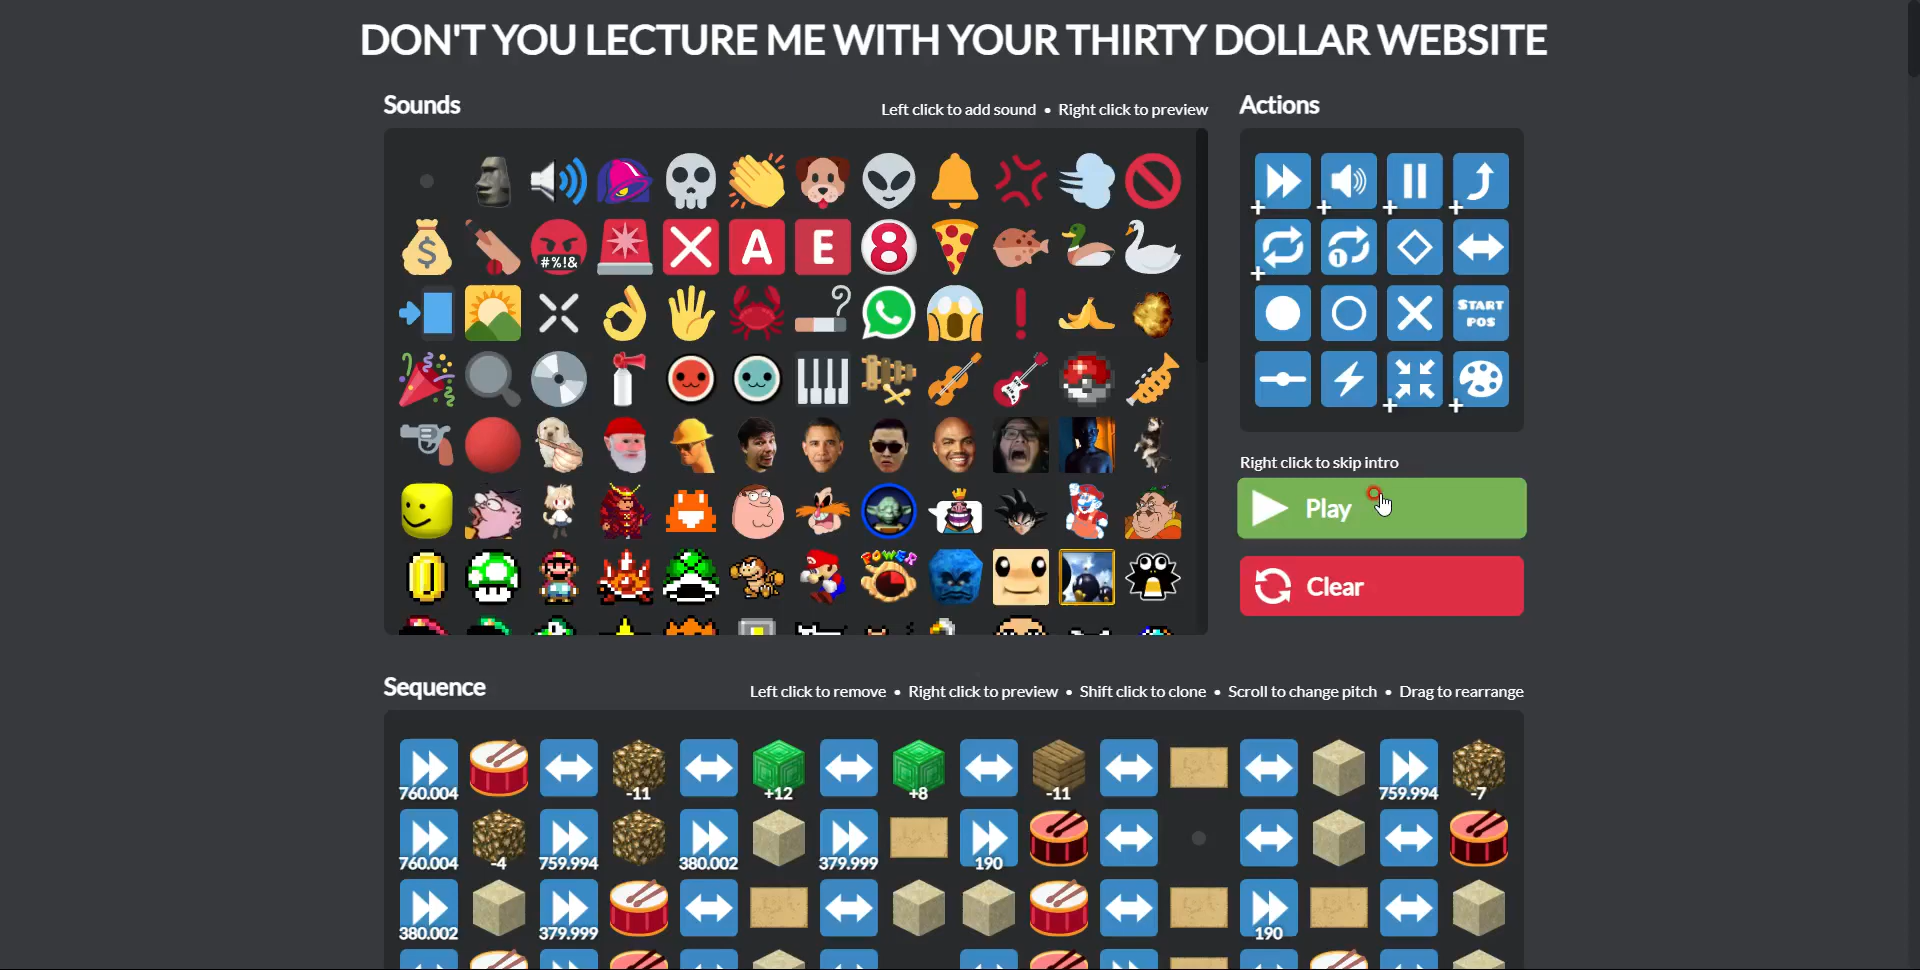 DON'T YOU LECTURE ME WITH YOUR THIRTY DOLLAR WEBSITE
Sounds
Left click to add sound • Right click to preview
Actions
#%!&
A
E
8
$
1
START
POS
POWER
Right click to skip intro
Play
Clear
Sequence
Left click to remove • Right click to preview • Shift click to clone • Scroll to change pitch • Drag to rearrange
760.004 -11 +12 +8 -11 759.994 -7
760.004 -4 759.994 380.002 379.999 190
380.002 379.999 190